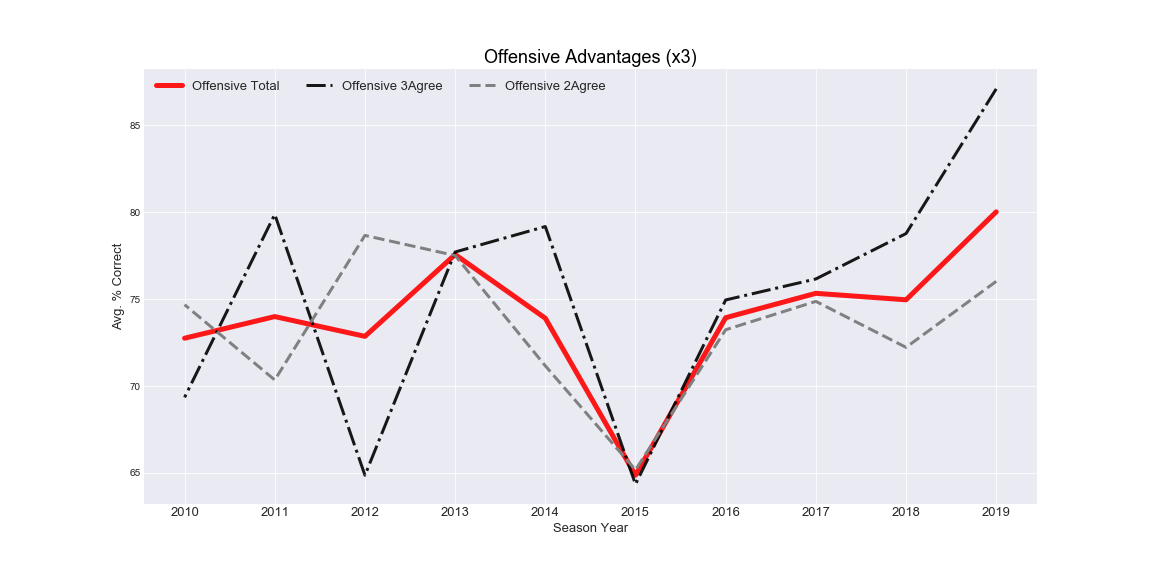 Offensive Advantages (x3)
Offensive Total Offensive 3Agree Offensive 2Agree
85
80
75
70
65
Avg. % Correct
2010 2011 2012 2013 2014 2015 2016 2017 2018 2019
Season Year